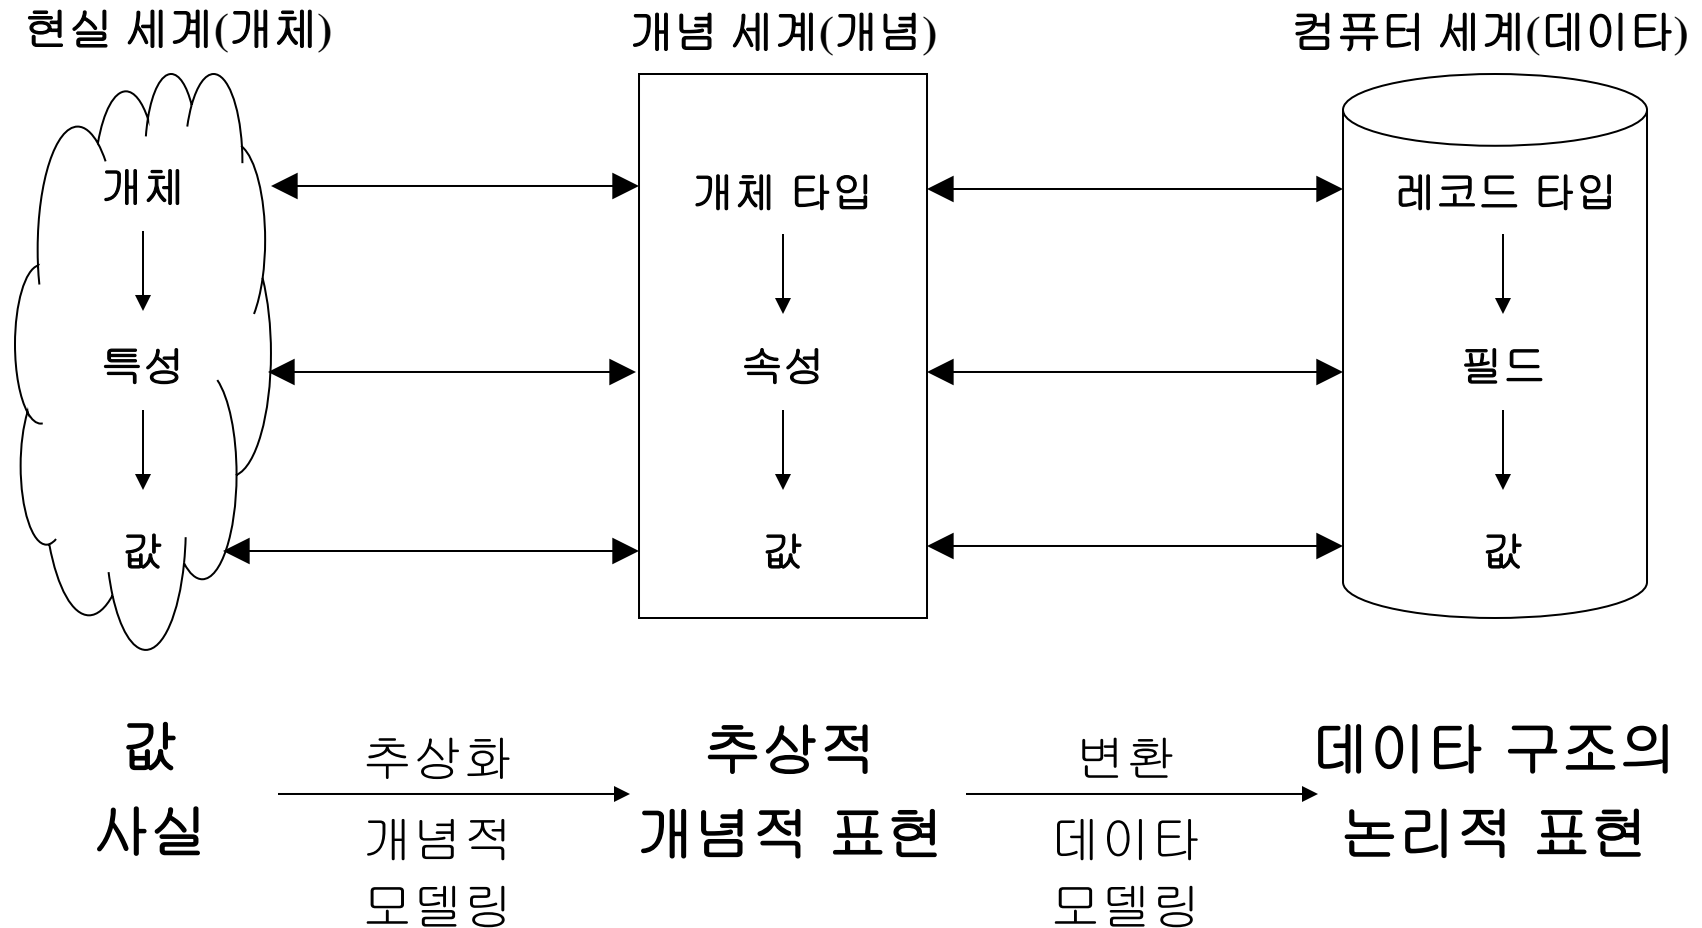 현실 세계(개체)
개념 세계(개념)
컴퓨터 세계(데이타)
개체
개체 타입
레코드 타입
특성
속성
필드
값
값
값
값
사실
추상화
개념적
모델링
추상적
개념적 표현
변환
데이타
모델링
데이타 구조의
논리적 표현